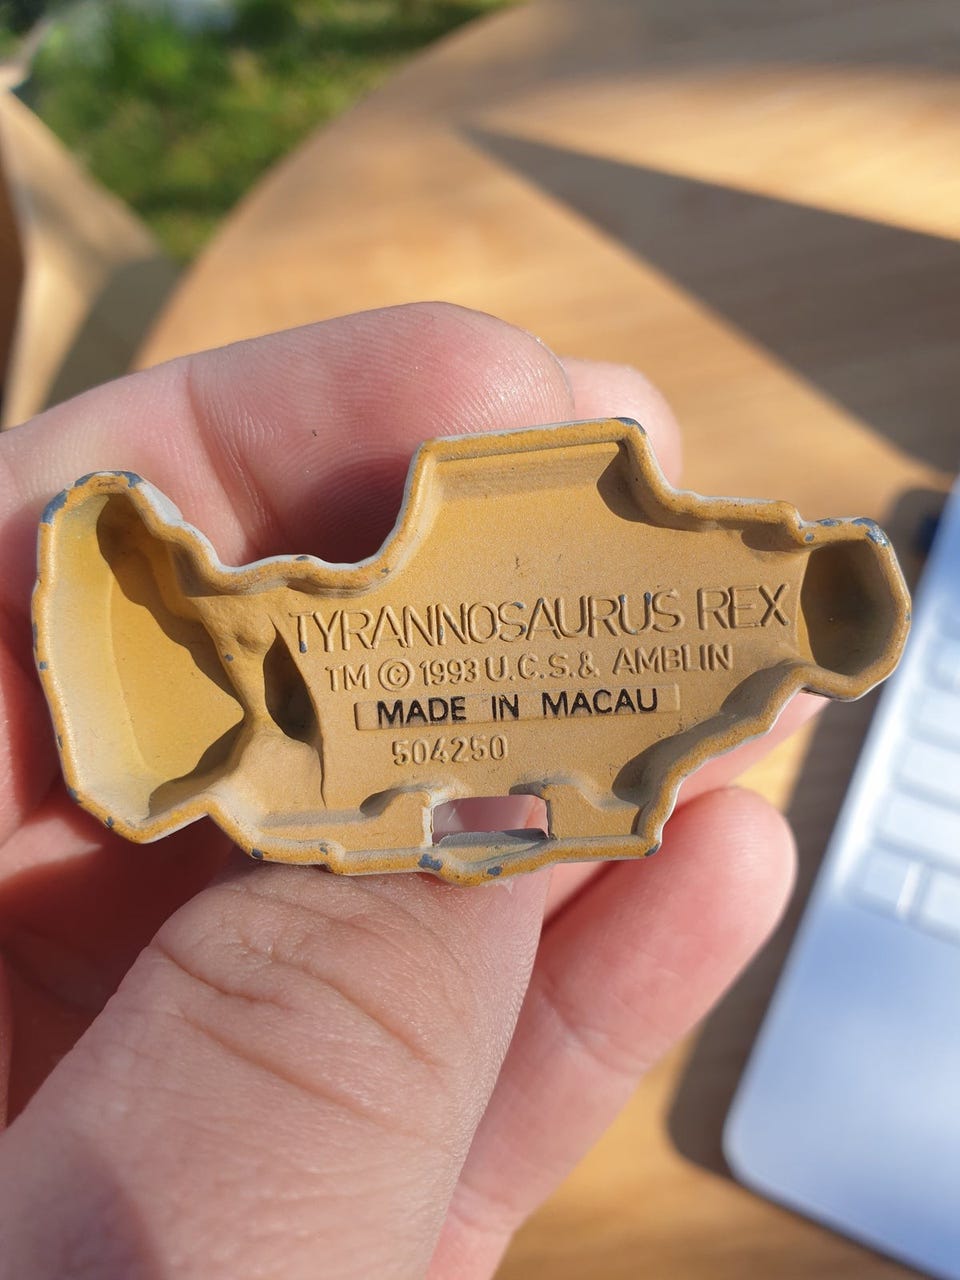 TYRANNOSAURUS REX
TM © 1993 U.C.S.& AMBLIN
MADE IN MACAU
504250